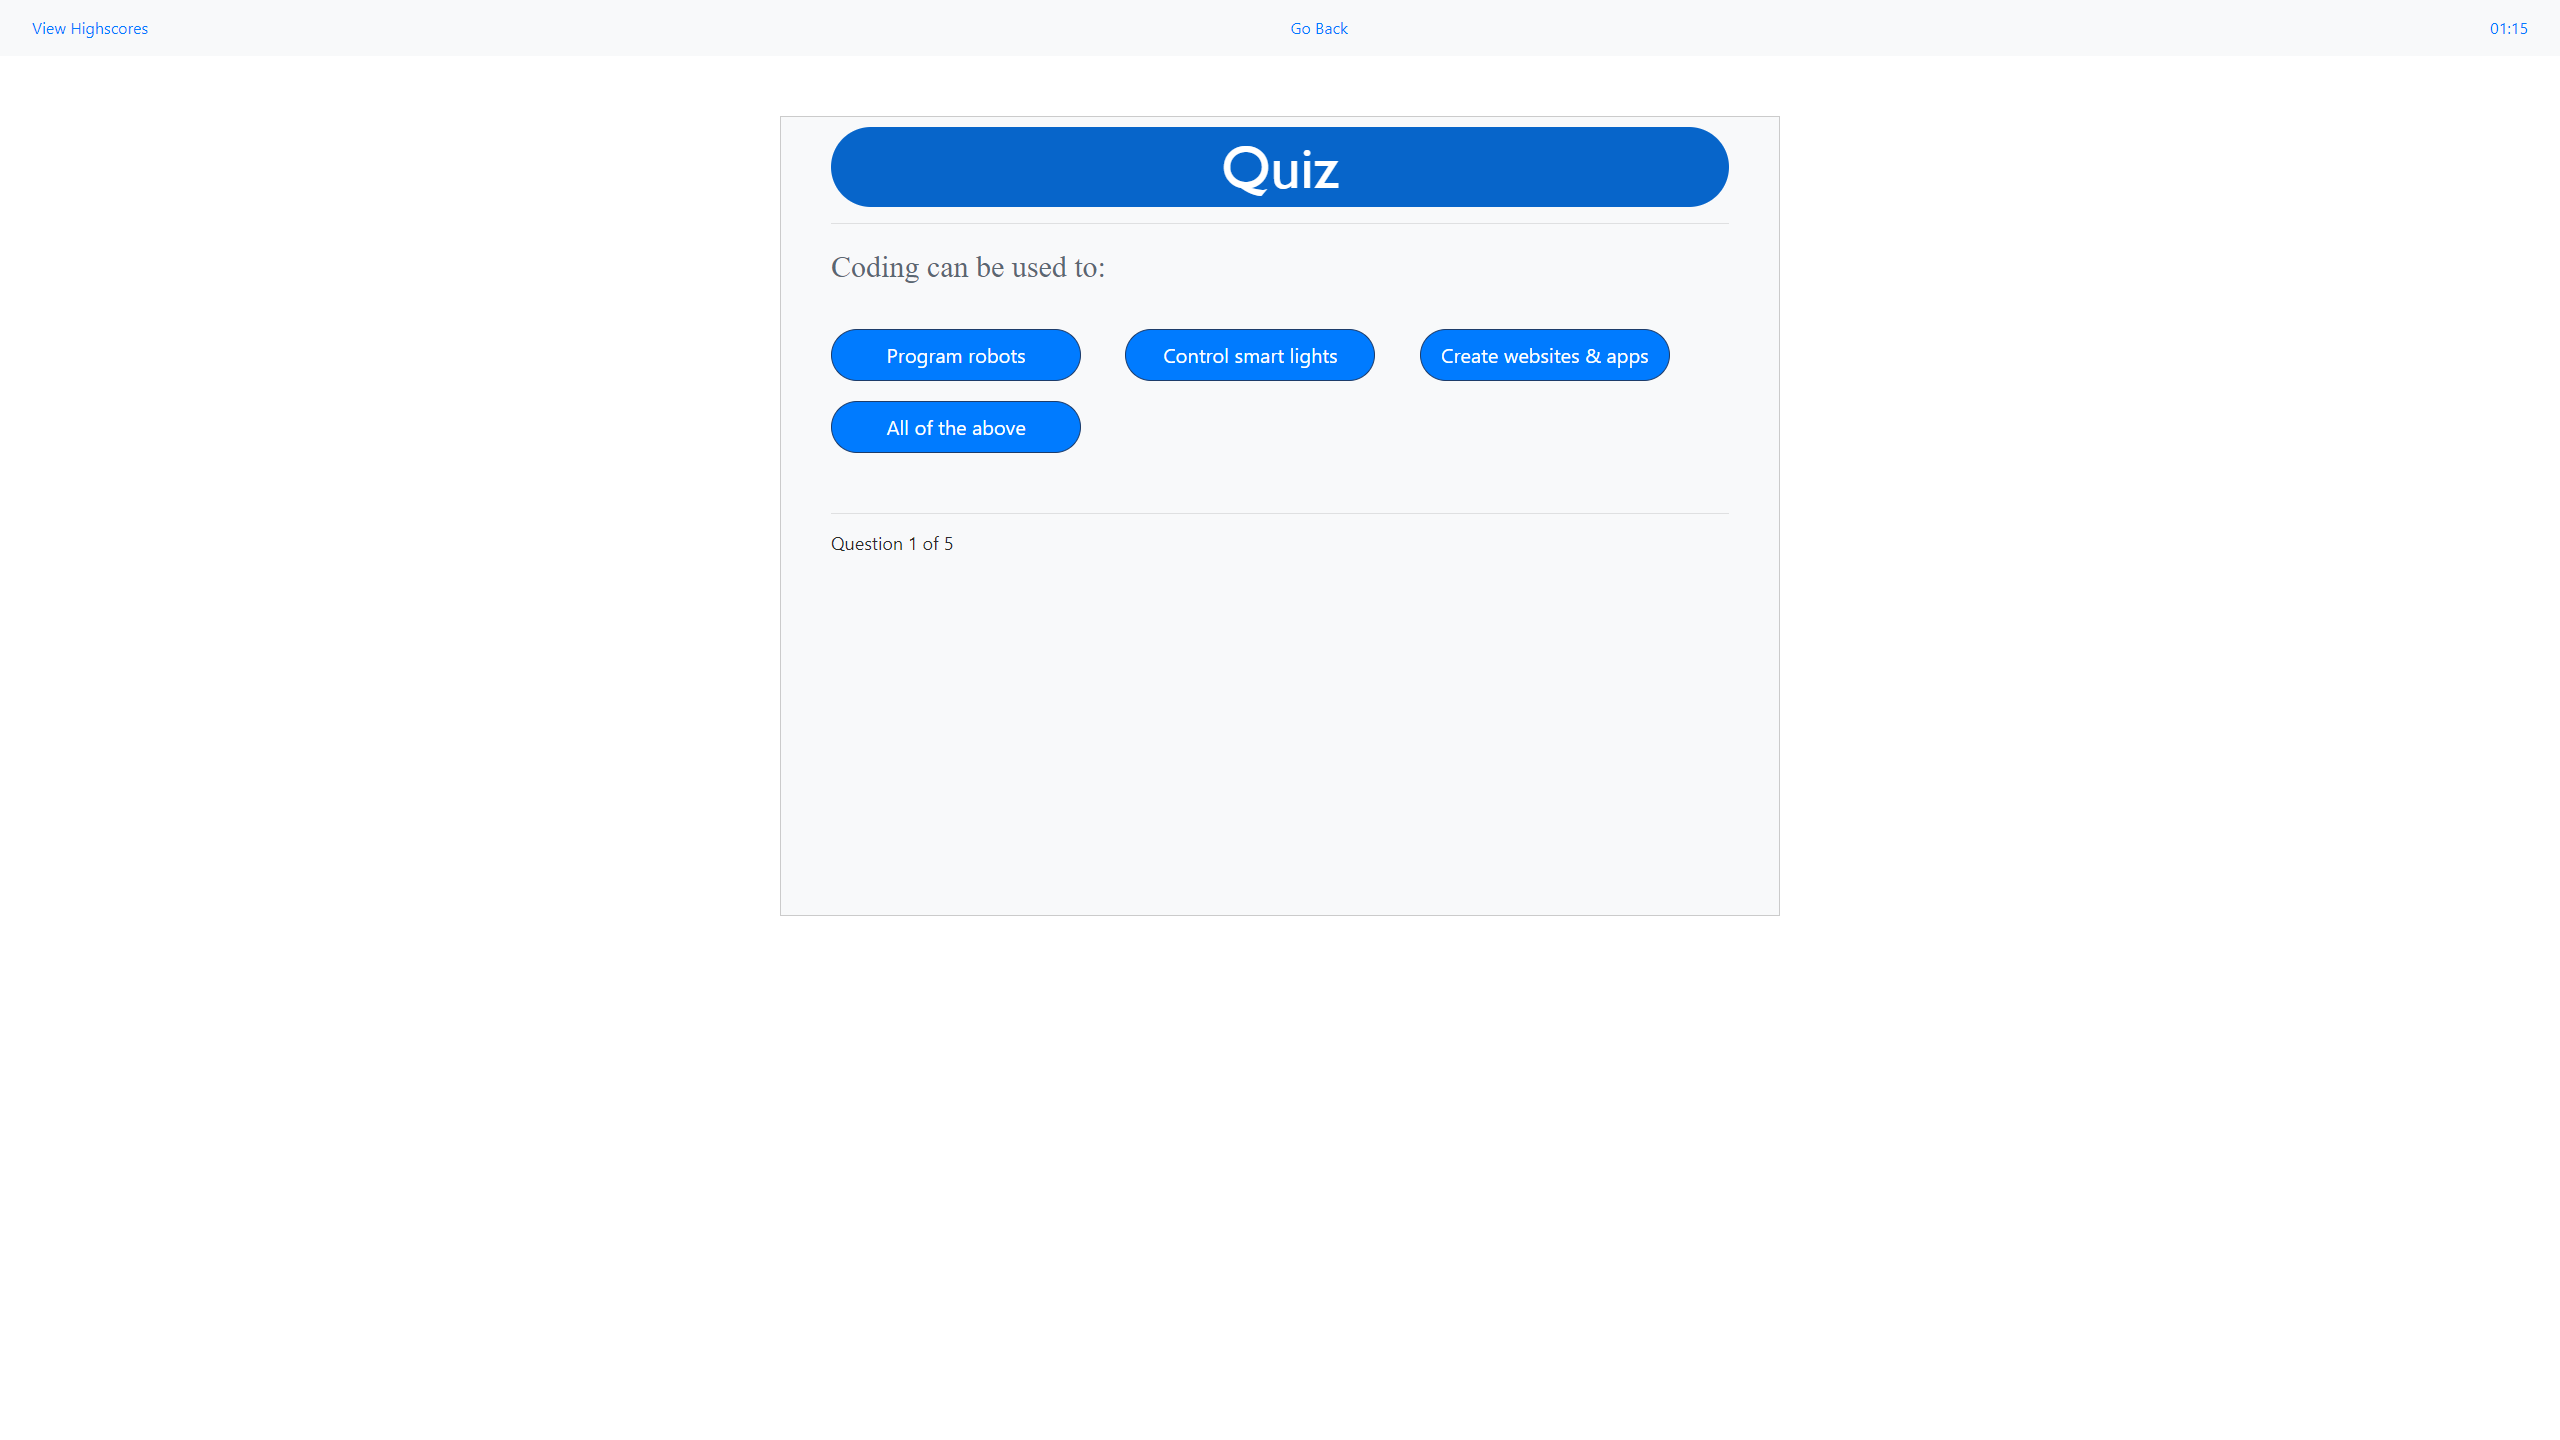 View Highscores
Go Back
01:15
Quiz
Coding can be used to:
Program robots
Control smart lights
Create websites & apps
All of the above
Question 1 of 5